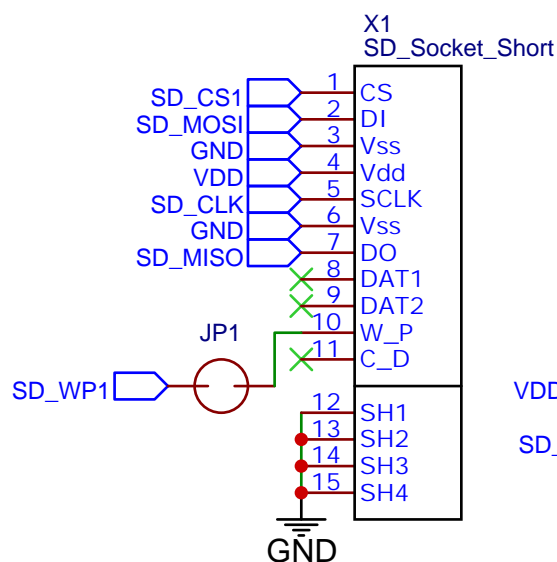 X1
SD_Socket_Short
SD_CS1 1 CS
SD_MOSI 2 DI
GND 3 Vss
VDD 4 Vdd
SD_CLK 5 SCLK
GND 6 Vss
SD_MISO 7 DO
8 DAT1
9 DAT2
JP1 10 W_P
11 C_D
SD_WP1
VDD
12 SH1
13 SH2
SD_
14 SH3
15 SH4
GND